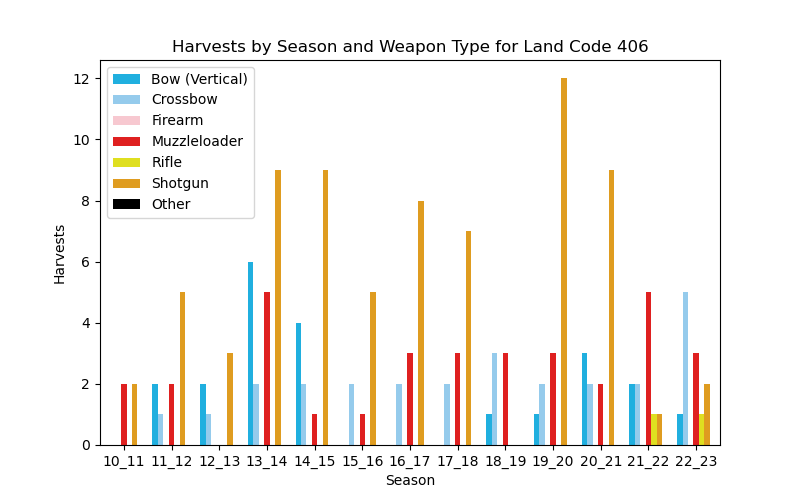 Harvests by Season and Weapon Type for Land Code 406
Bow (Vertical)
Crossbow
Firearm
Muzzleloader
Rifle
Shotgun
Other
12
10
8
6
4
2
0
Harvests
10_11 11_12 12_13 13_14 14_15 15_16 16_17 17_18 18_19 19_20 20_21 21_22 22_23
Season